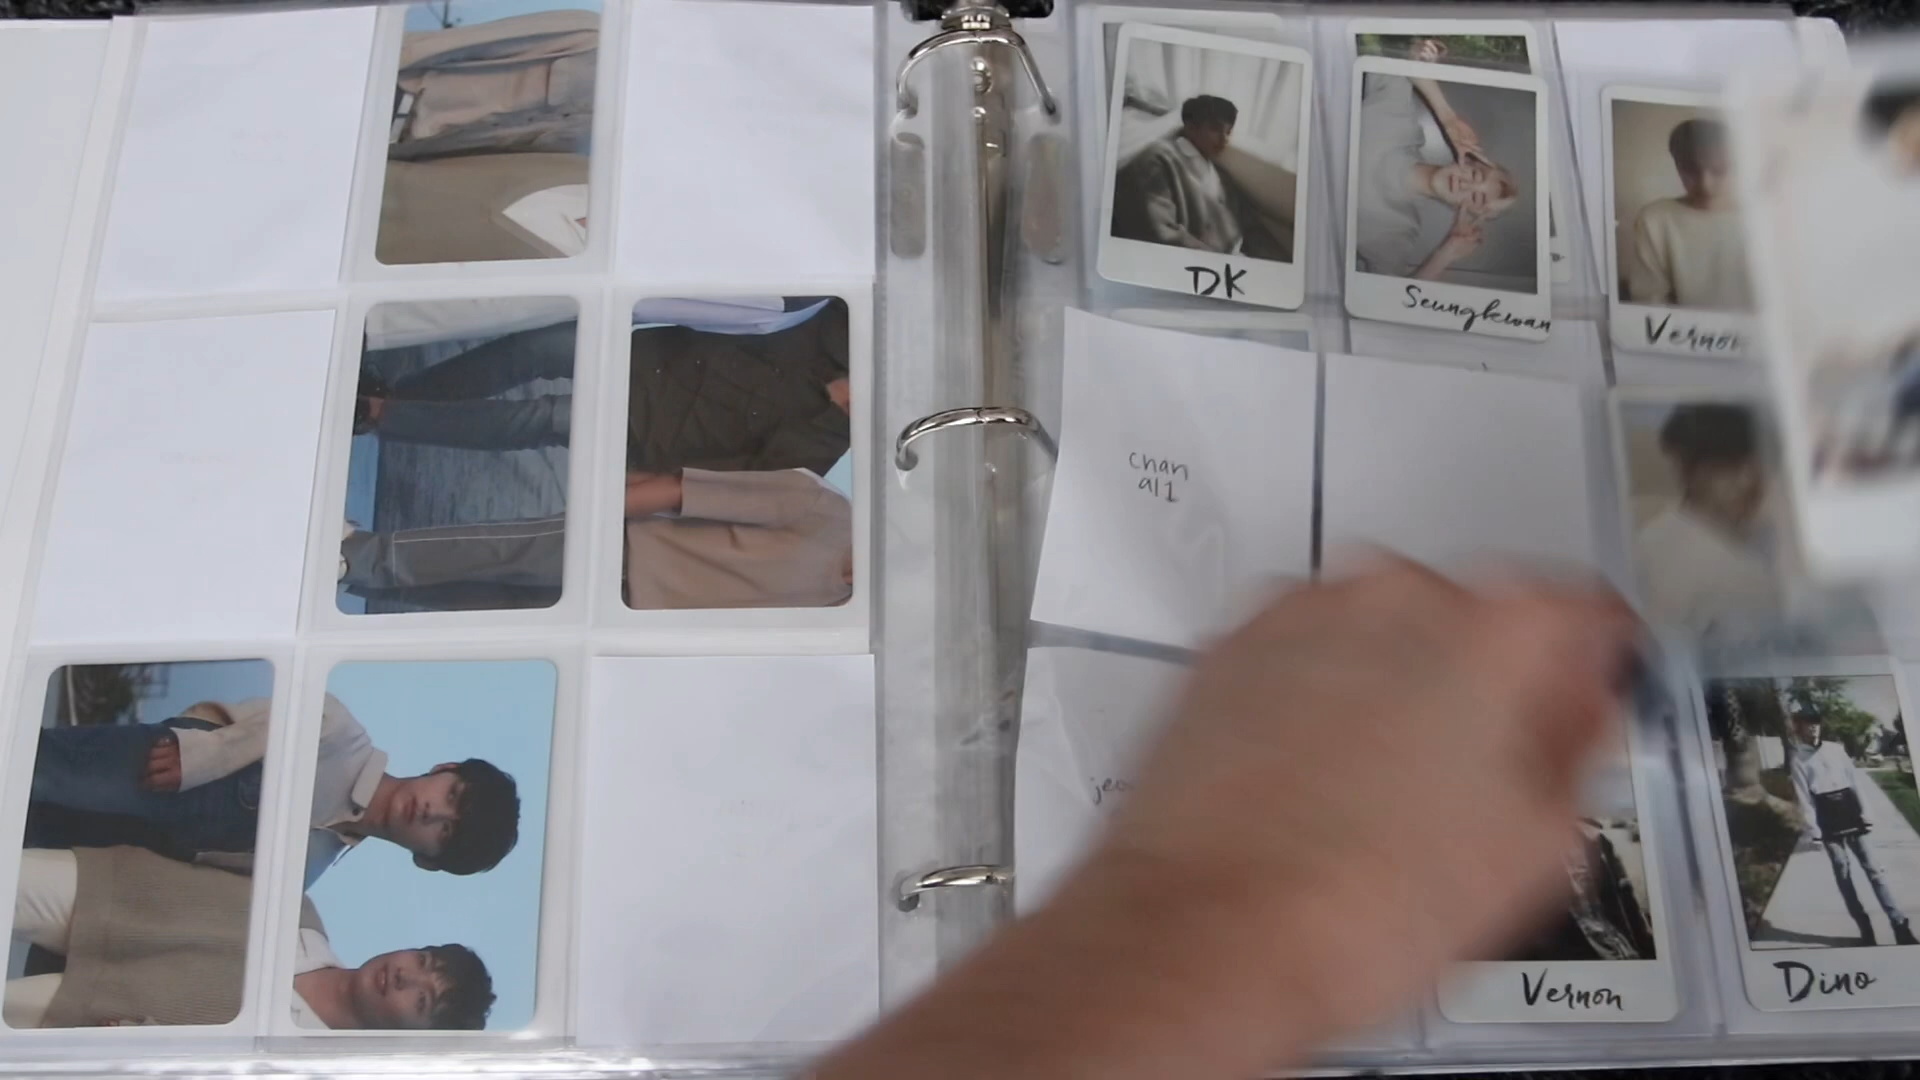 DK
Seungkwan
Vernon
chan
al1
Vernon
Dino